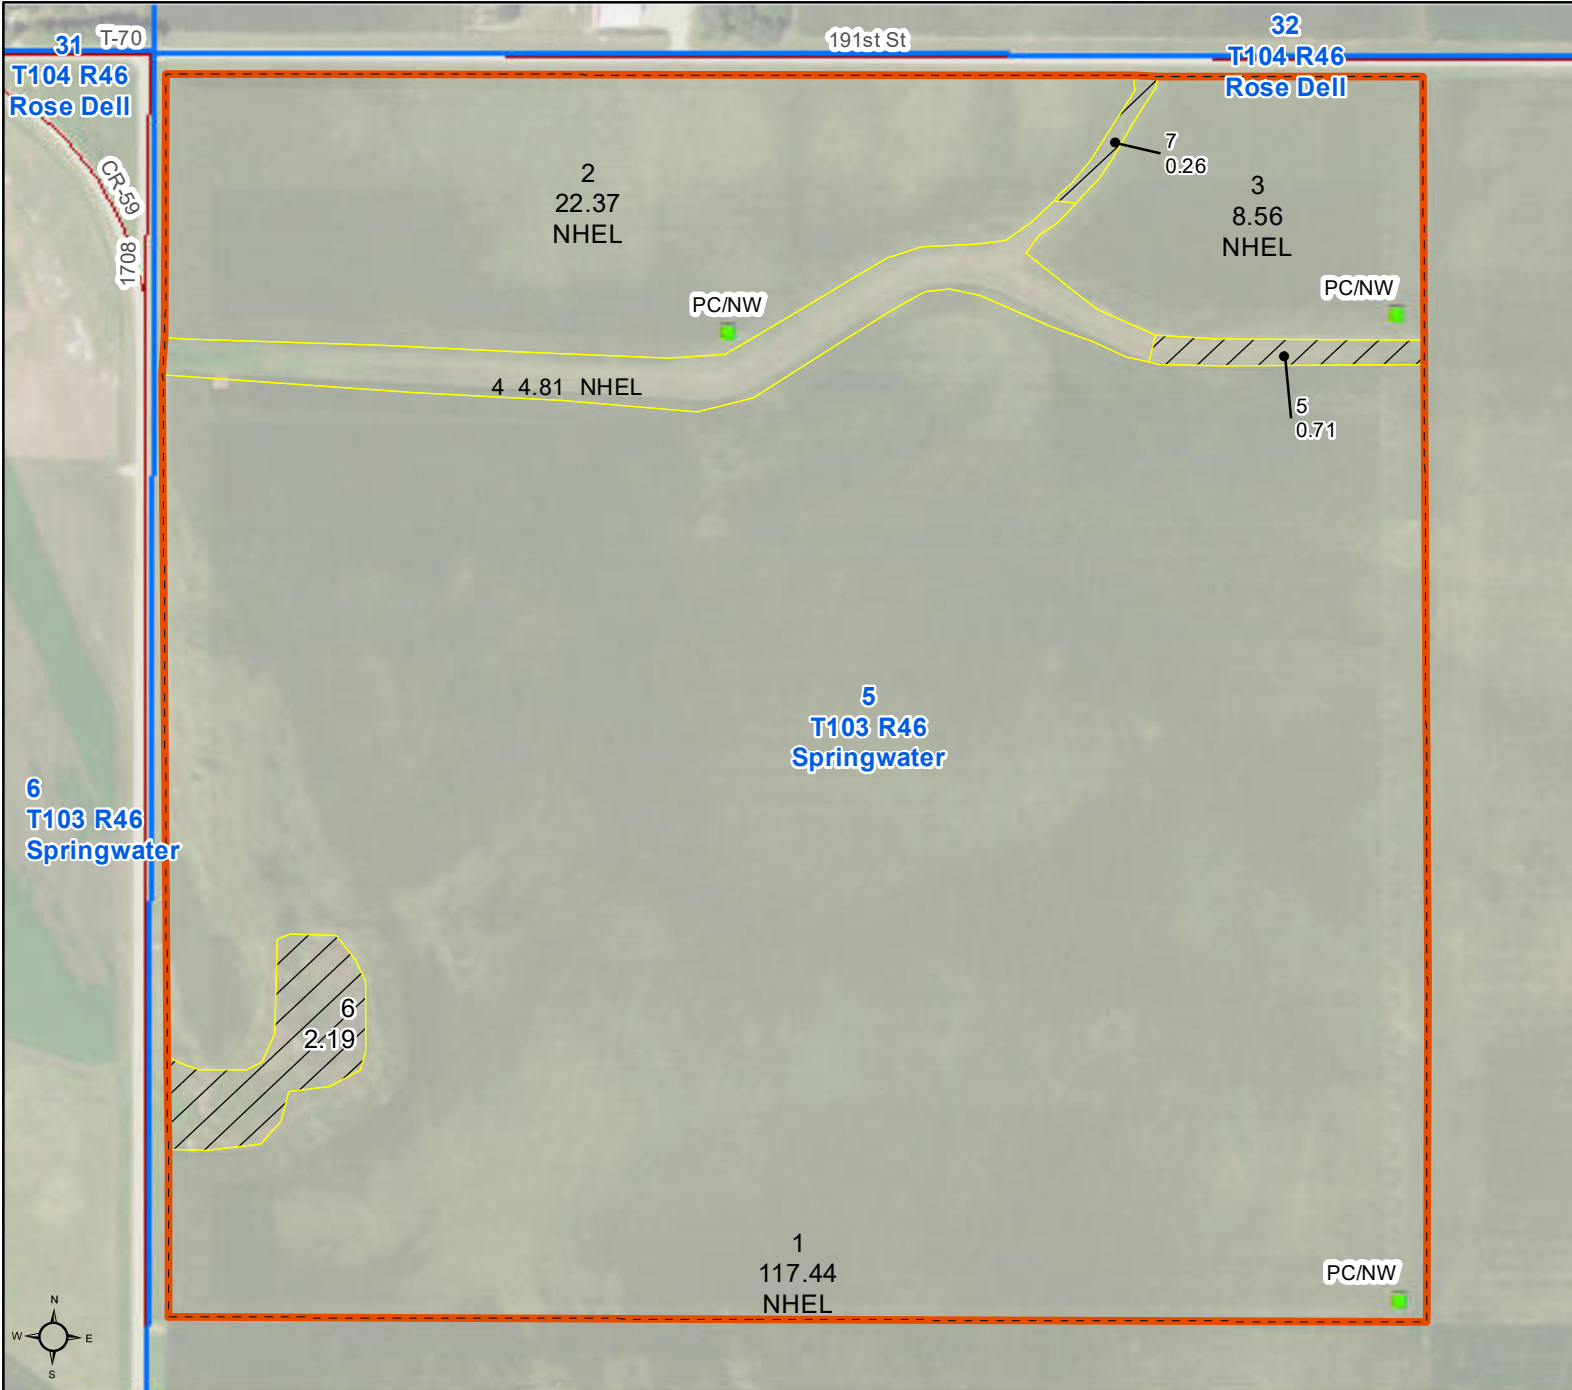 31
T-70
T104 R46
Rose Dell
191st St
32
T104 R46
Rose Dell
CR-59
1708
2
22.37
NHEL
7
0.26
3
8.56
NHEL
PC/NW
PC/NW
4 4.81 NHEL
5
0.71
5
T103 R46
Springwater
6
T103 R46
Springwater
6
2.19
1
117.44
NHEL
PC/NW
N
W
E
S